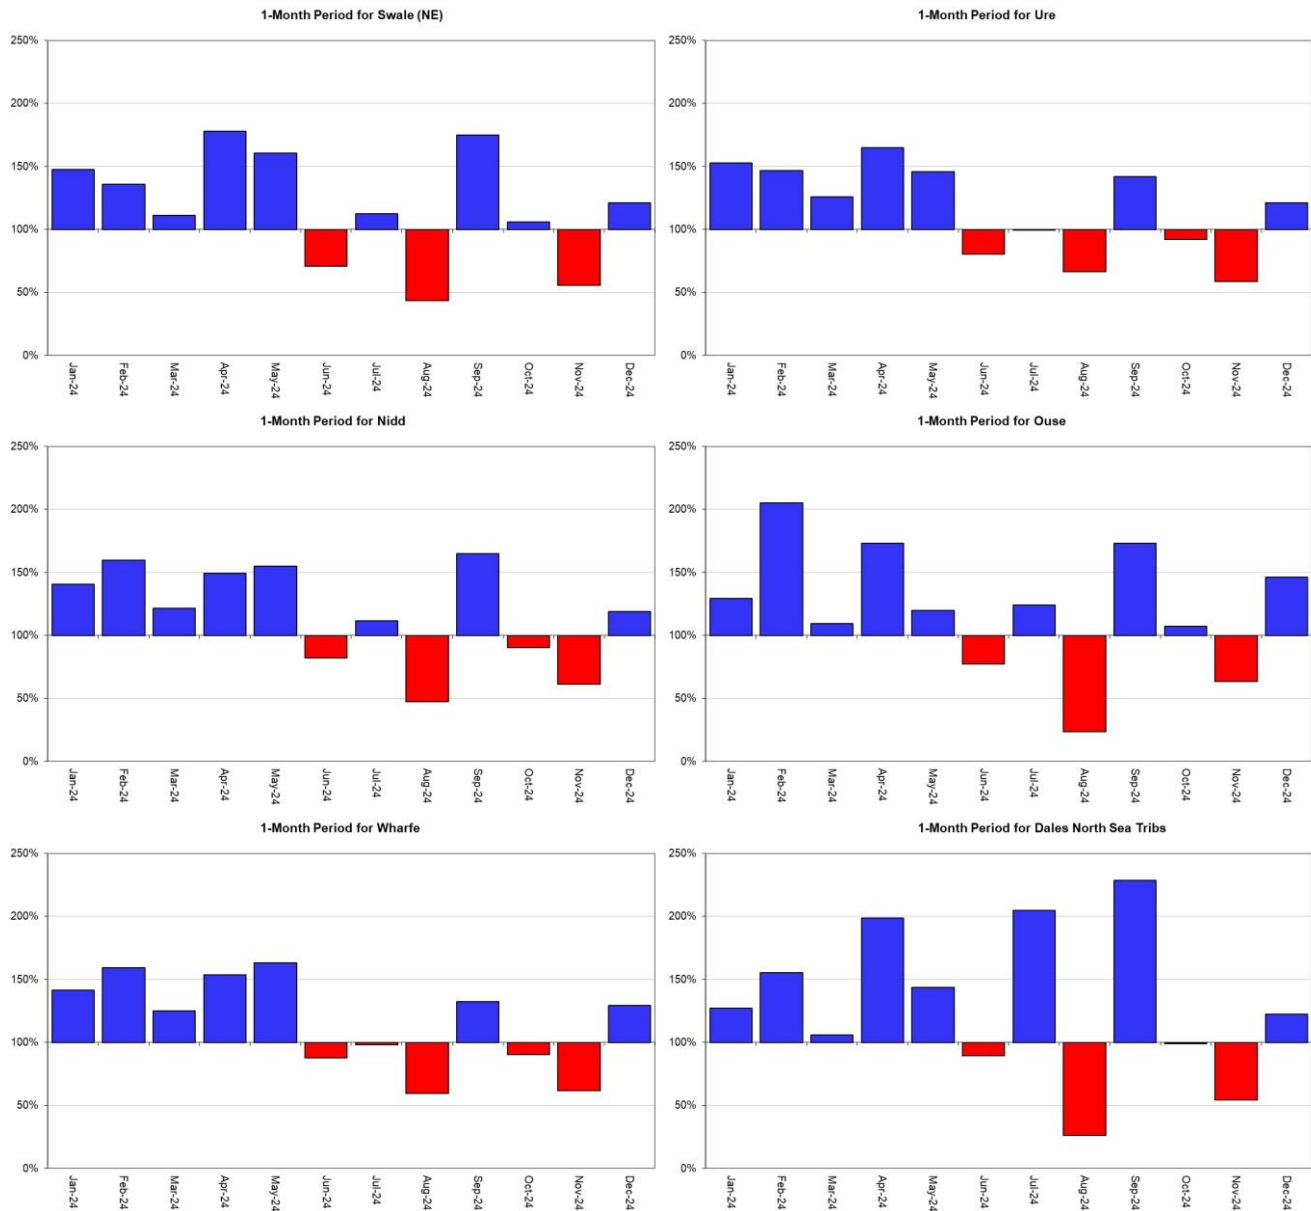 1-Month Period for Swale (NE)
250%
200%
150%
100%
50%
0%
Jan-24
Feb-24
Mar-24
Apr-24
May-24
Jun-24
Jul-24
Aug-24
Sep-24
Oct-24
Nov-24
Dec-24
1-Month Period for Ure
250%
200%
150%
100%
50%
0%
Jan-24
Feb-24
Mar-24
Apr-24
May-24
Jun-24
Jul-24
Aug-24
Sep-24
Oct-24
Nov-24
Dec-24
1-Month Period for Nidd
250%
200%
150%
100%
50%
0%
Jan-24
Feb-24
Mar-24
Apr-24
May-24
Jun-24
Jul-24
Aug-24
Sep-24
Oct-24
Nov-24
Dec-24
1-Month Period for Ouse
250%
200%
150%
100%
50%
0%
Jan-24
Feb-24
Mar-24
Apr-24
May-24
Jun-24
Jul-24
Aug-24
Sep-24
Oct-24
Nov-24
Dec-24
1-Month Period for Wharfe
250%
200%
150%
100%
50%
0%
Jan-24
Feb-24
Mar-24
Apr-24
May-24
Jun-24
Jul-24
Aug-24
Sep-24
Oct-24
Nov-24
Dec-24
1-Month Period for Dales North Sea Tribs
250%
200%
150%
100%
50%
0%
Jan-24
Feb-24
Mar-24
Apr-24
May-24
Jun-24
Jul-24
Aug-24
Sep-24
Oct-24
Nov-24
Dec-24